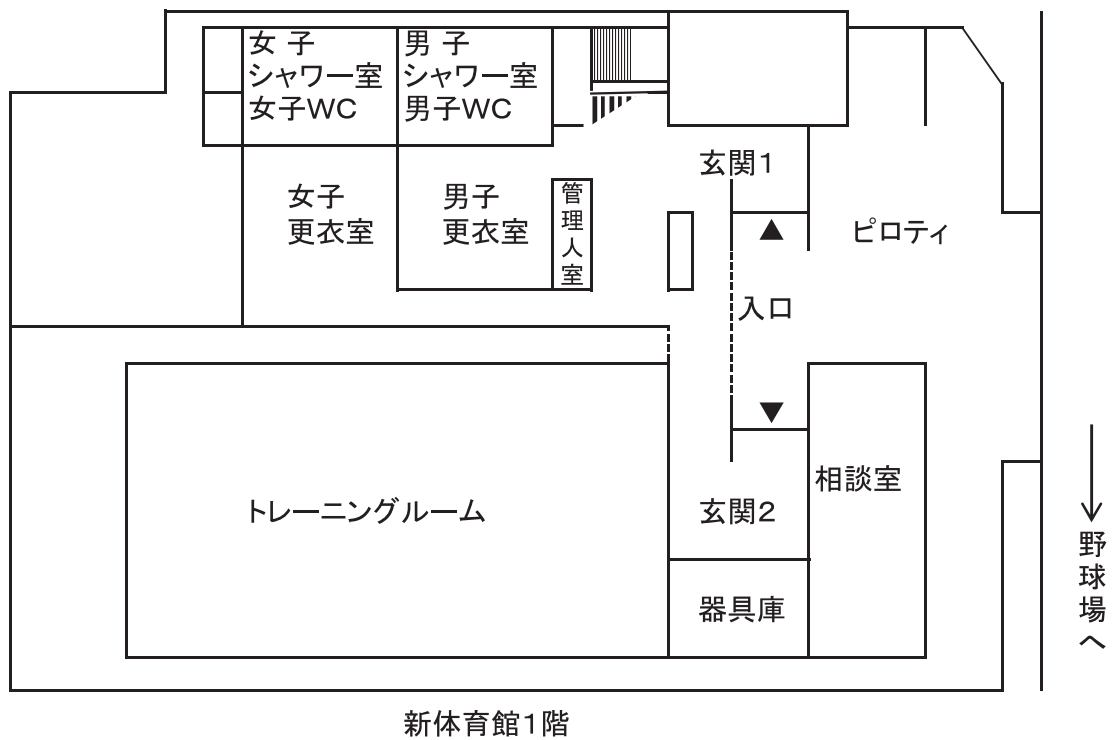 女 子
シャワー室
女子WC
男 子
シャワー室
男子WC
玄関1
女子
更衣室
男子
更衣室
管理人室
ピロティ
▲
入口
▼
相談室
トレーニングルーム
玄関2
器具庫
野球場へ
新体育館1階